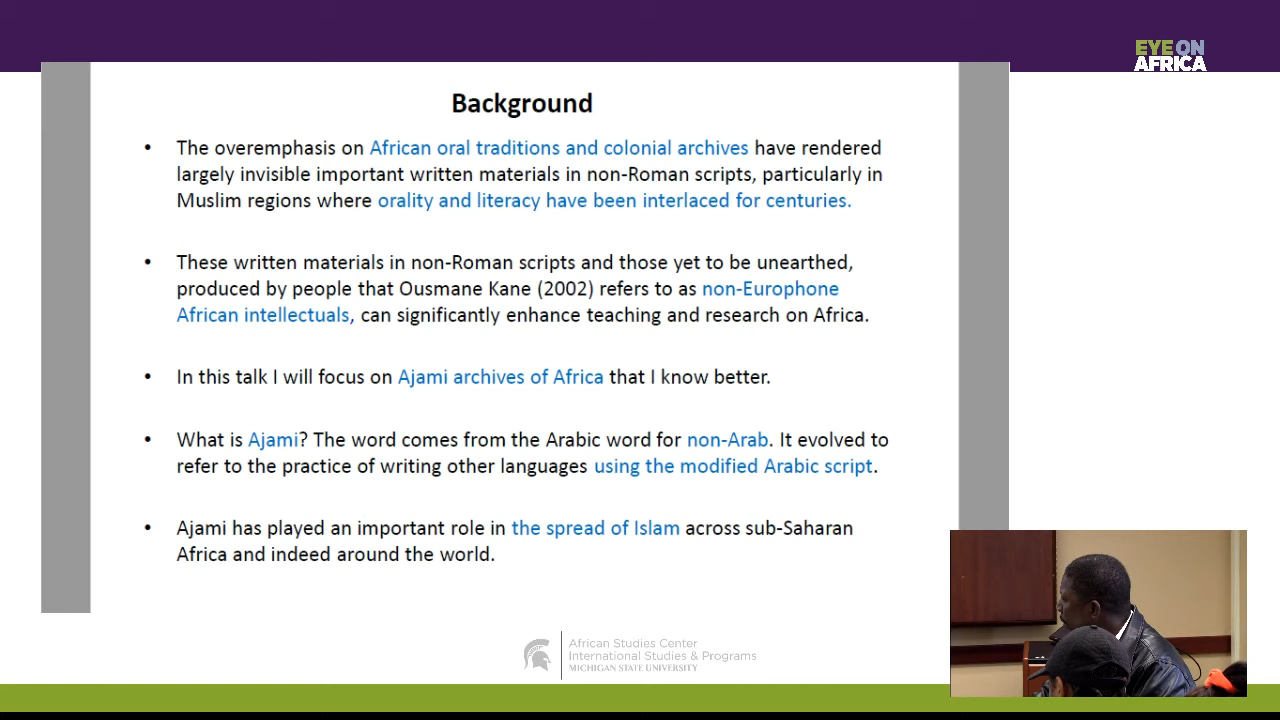 EYE ON
AFRICA
Background
• The overemphasis on African oral traditions and colonial archives have rendered
largely invisible important written materials in non-Roman scripts, particularly in
Muslim regions where orality and literacy have been interlaced for centuries.
• These written materials in non-Roman scripts and those yet to be unearthed,
produced by people that Ousmane Kane (2002) refers to as non-Europhone
African intellectuals, can significantly enhance teaching and research on Africa.
• In this talk I will focus on Ajami archives of Africa that I know better.
• What is Ajami? The word comes from the Arabic word for non-Arab. It evolved to
refer to the practice of writing other languages using the modified Arabic script.
• Ajami has played an important role in the spread of Islam across sub-Saharan
Africa and indeed around the world.
African Studies Center
International Studies & Programs
MICHIGAN STATE UNIVERSITY